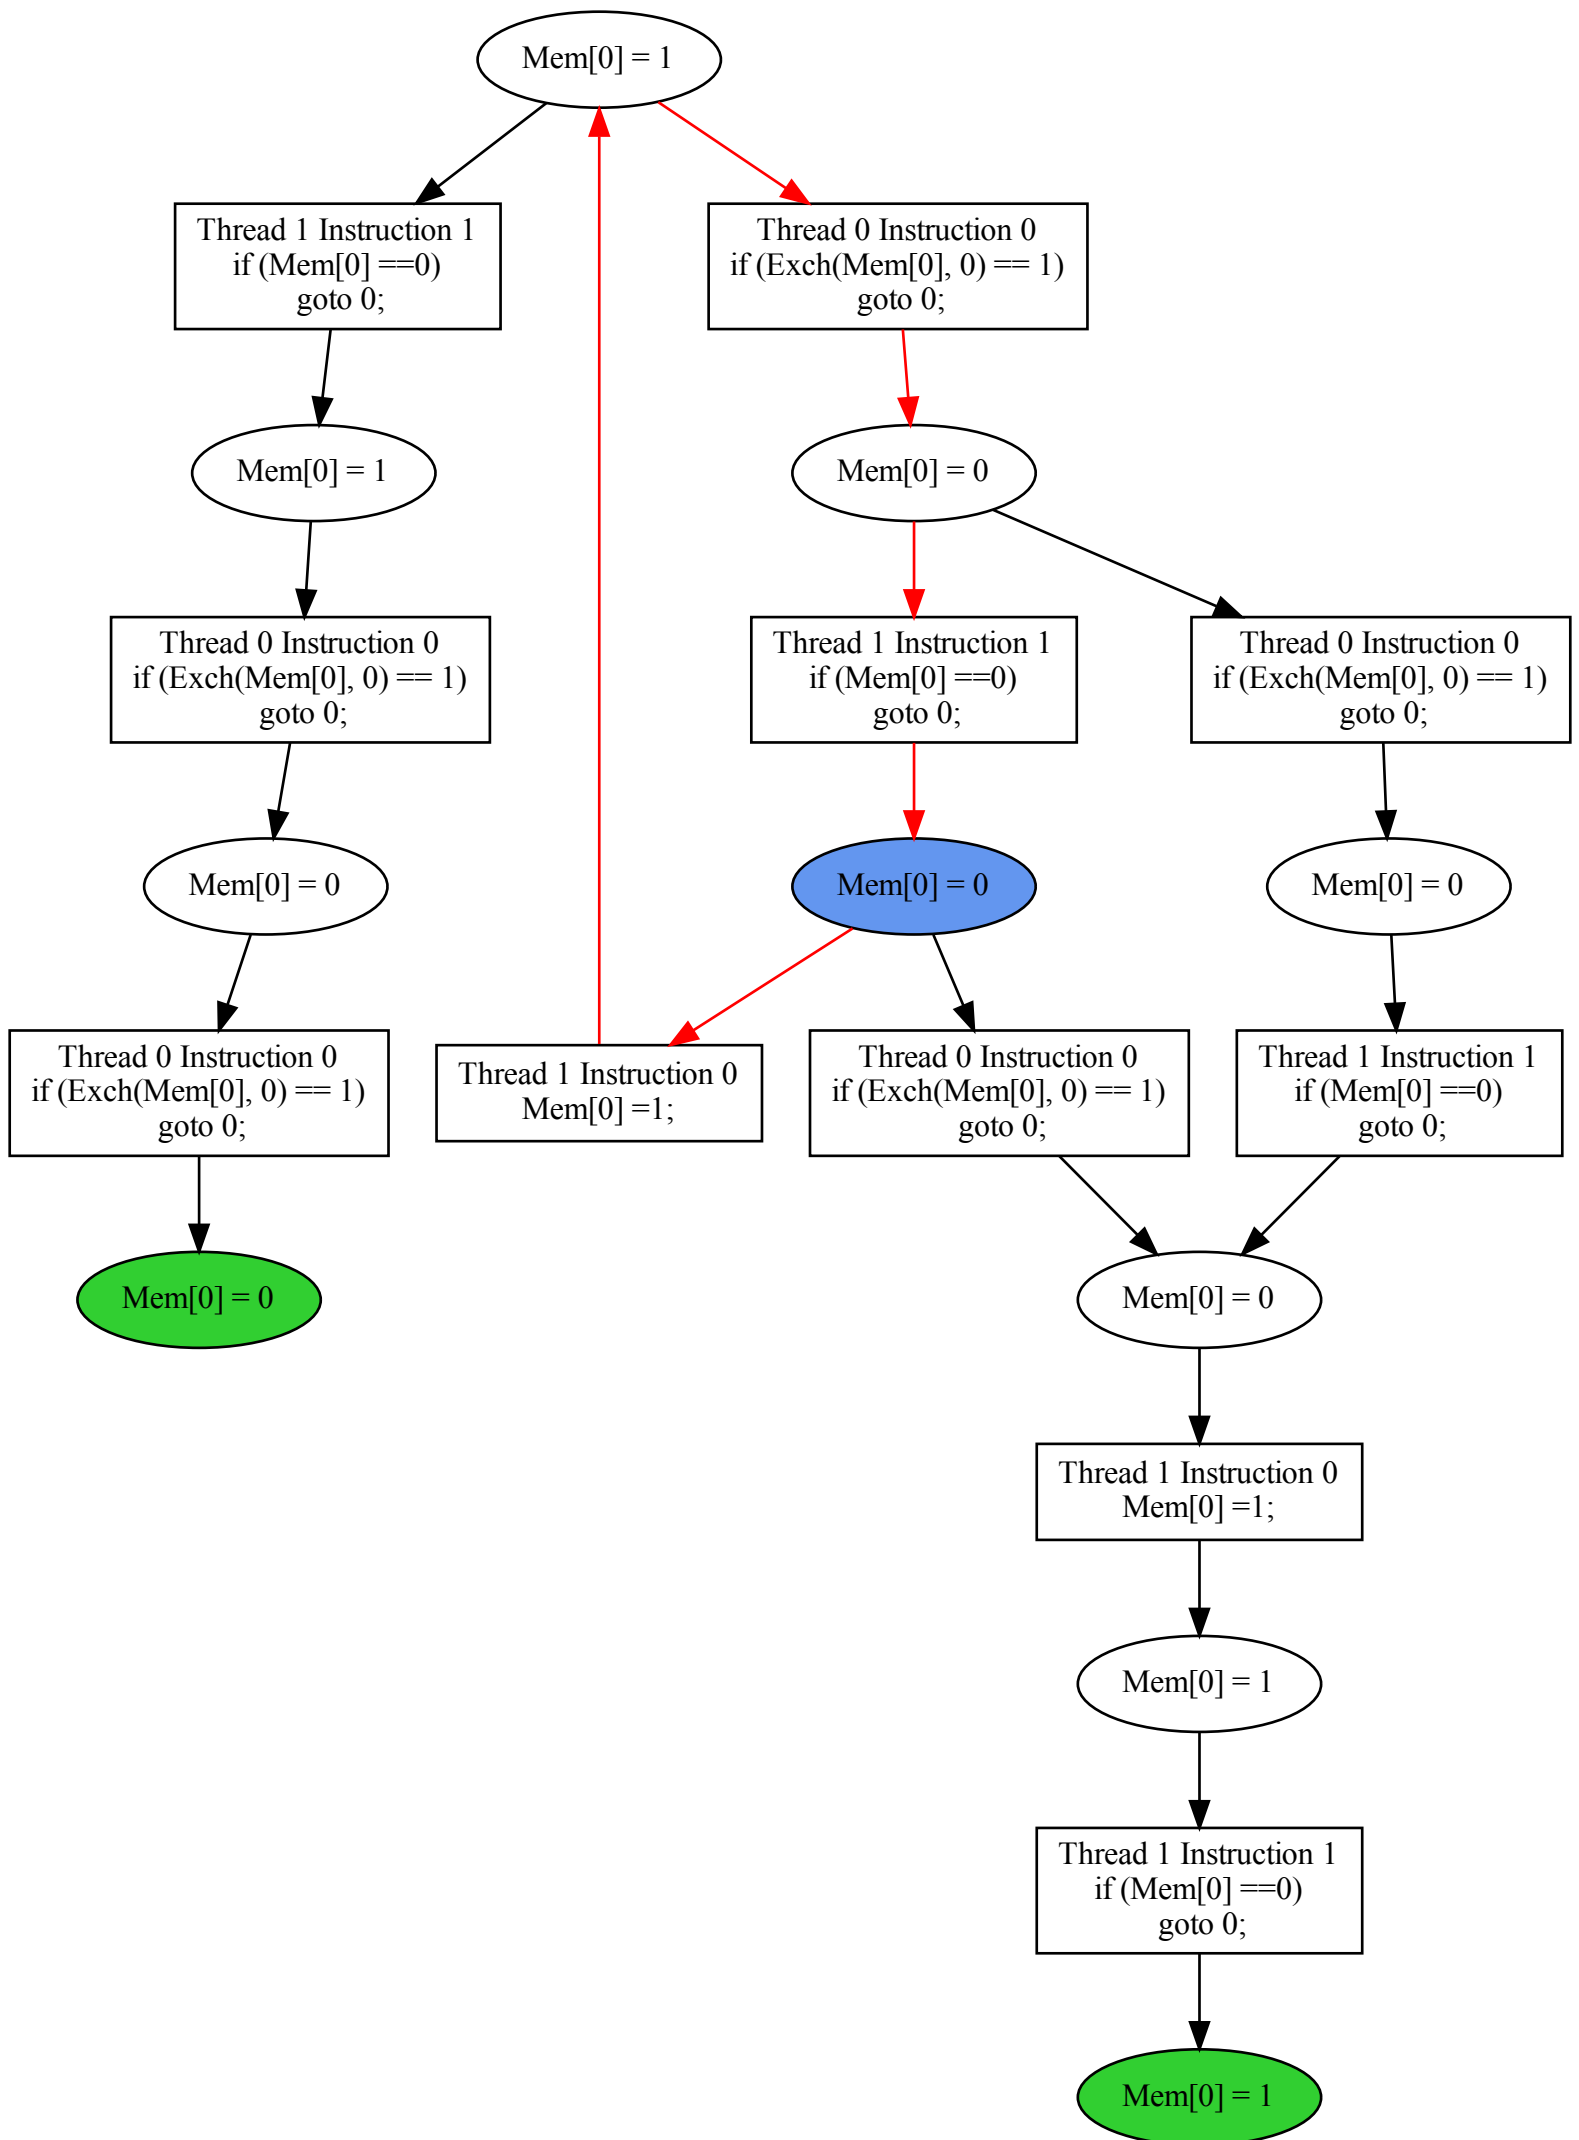 Mem[0] = 1
Thread 1 Instruction 1
if (Mem[0] ==0)
goto 0;
Thread 0 Instruction 0
if (Exch(Mem[0], 0) == 1)
goto 0;
Mem[0] = 1
Mem[0] = 0
Thread 0 Instruction 0
if (Exch(Mem[0], 0) == 1)
goto 0;
Thread 1 Instruction 1
if (Mem[0] ==0)
goto 0;
Thread 0 Instruction 0
if (Exch(Mem[0], 0) == 1)
goto 0;
Mem[0] = 0
Mem[0] = 0
Mem[0] = 0
Thread 0 Instruction 0
if (Exch(Mem[0], 0) == 1)
goto 0;
Thread 1 Instruction 0
Mem[0] =1;
Thread 0 Instruction 0
if (Exch(Mem[0], 0) == 1)
goto 0;
Thread 1 Instruction 1
if (Mem[0] ==0)
goto 0;
Mem[0] = 0
Mem[0] = 0
Thread 1 Instruction 0
Mem[0] =1;
Mem[0] = 1
Thread 1 Instruction 1
if (Mem[0] ==0)
goto 0;
Mem[0] = 1